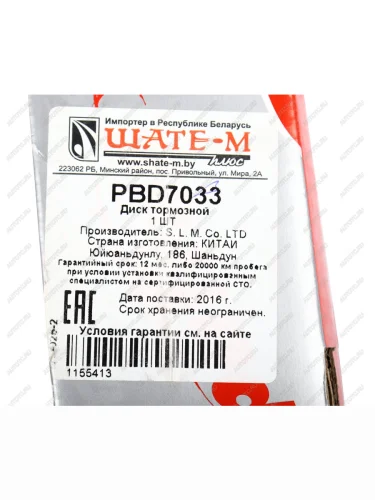 Импортер в Республике Беларусь
ШАТЕ-М
www.shate-m.by
плюс
223062 РБ, Минский район, пос. Привольный, ул. Мира, 2А
PBD7033
Диск тормозной
1 ШТ
Производитель: S. L. M. Co. LTD
Страна изготовления: КИТАЙ
Юйюаньдунлу, 186, Шаньдун
Гарантийный срок: 12 мес. либо 20000 км пробега
при условии установки квалифицированным
специалистом на сертифицированной СТО.
EAC
Дата поставки: 2016 г.
Срок хранения неограничен.
Условия гарантии см. на сайте
1155413